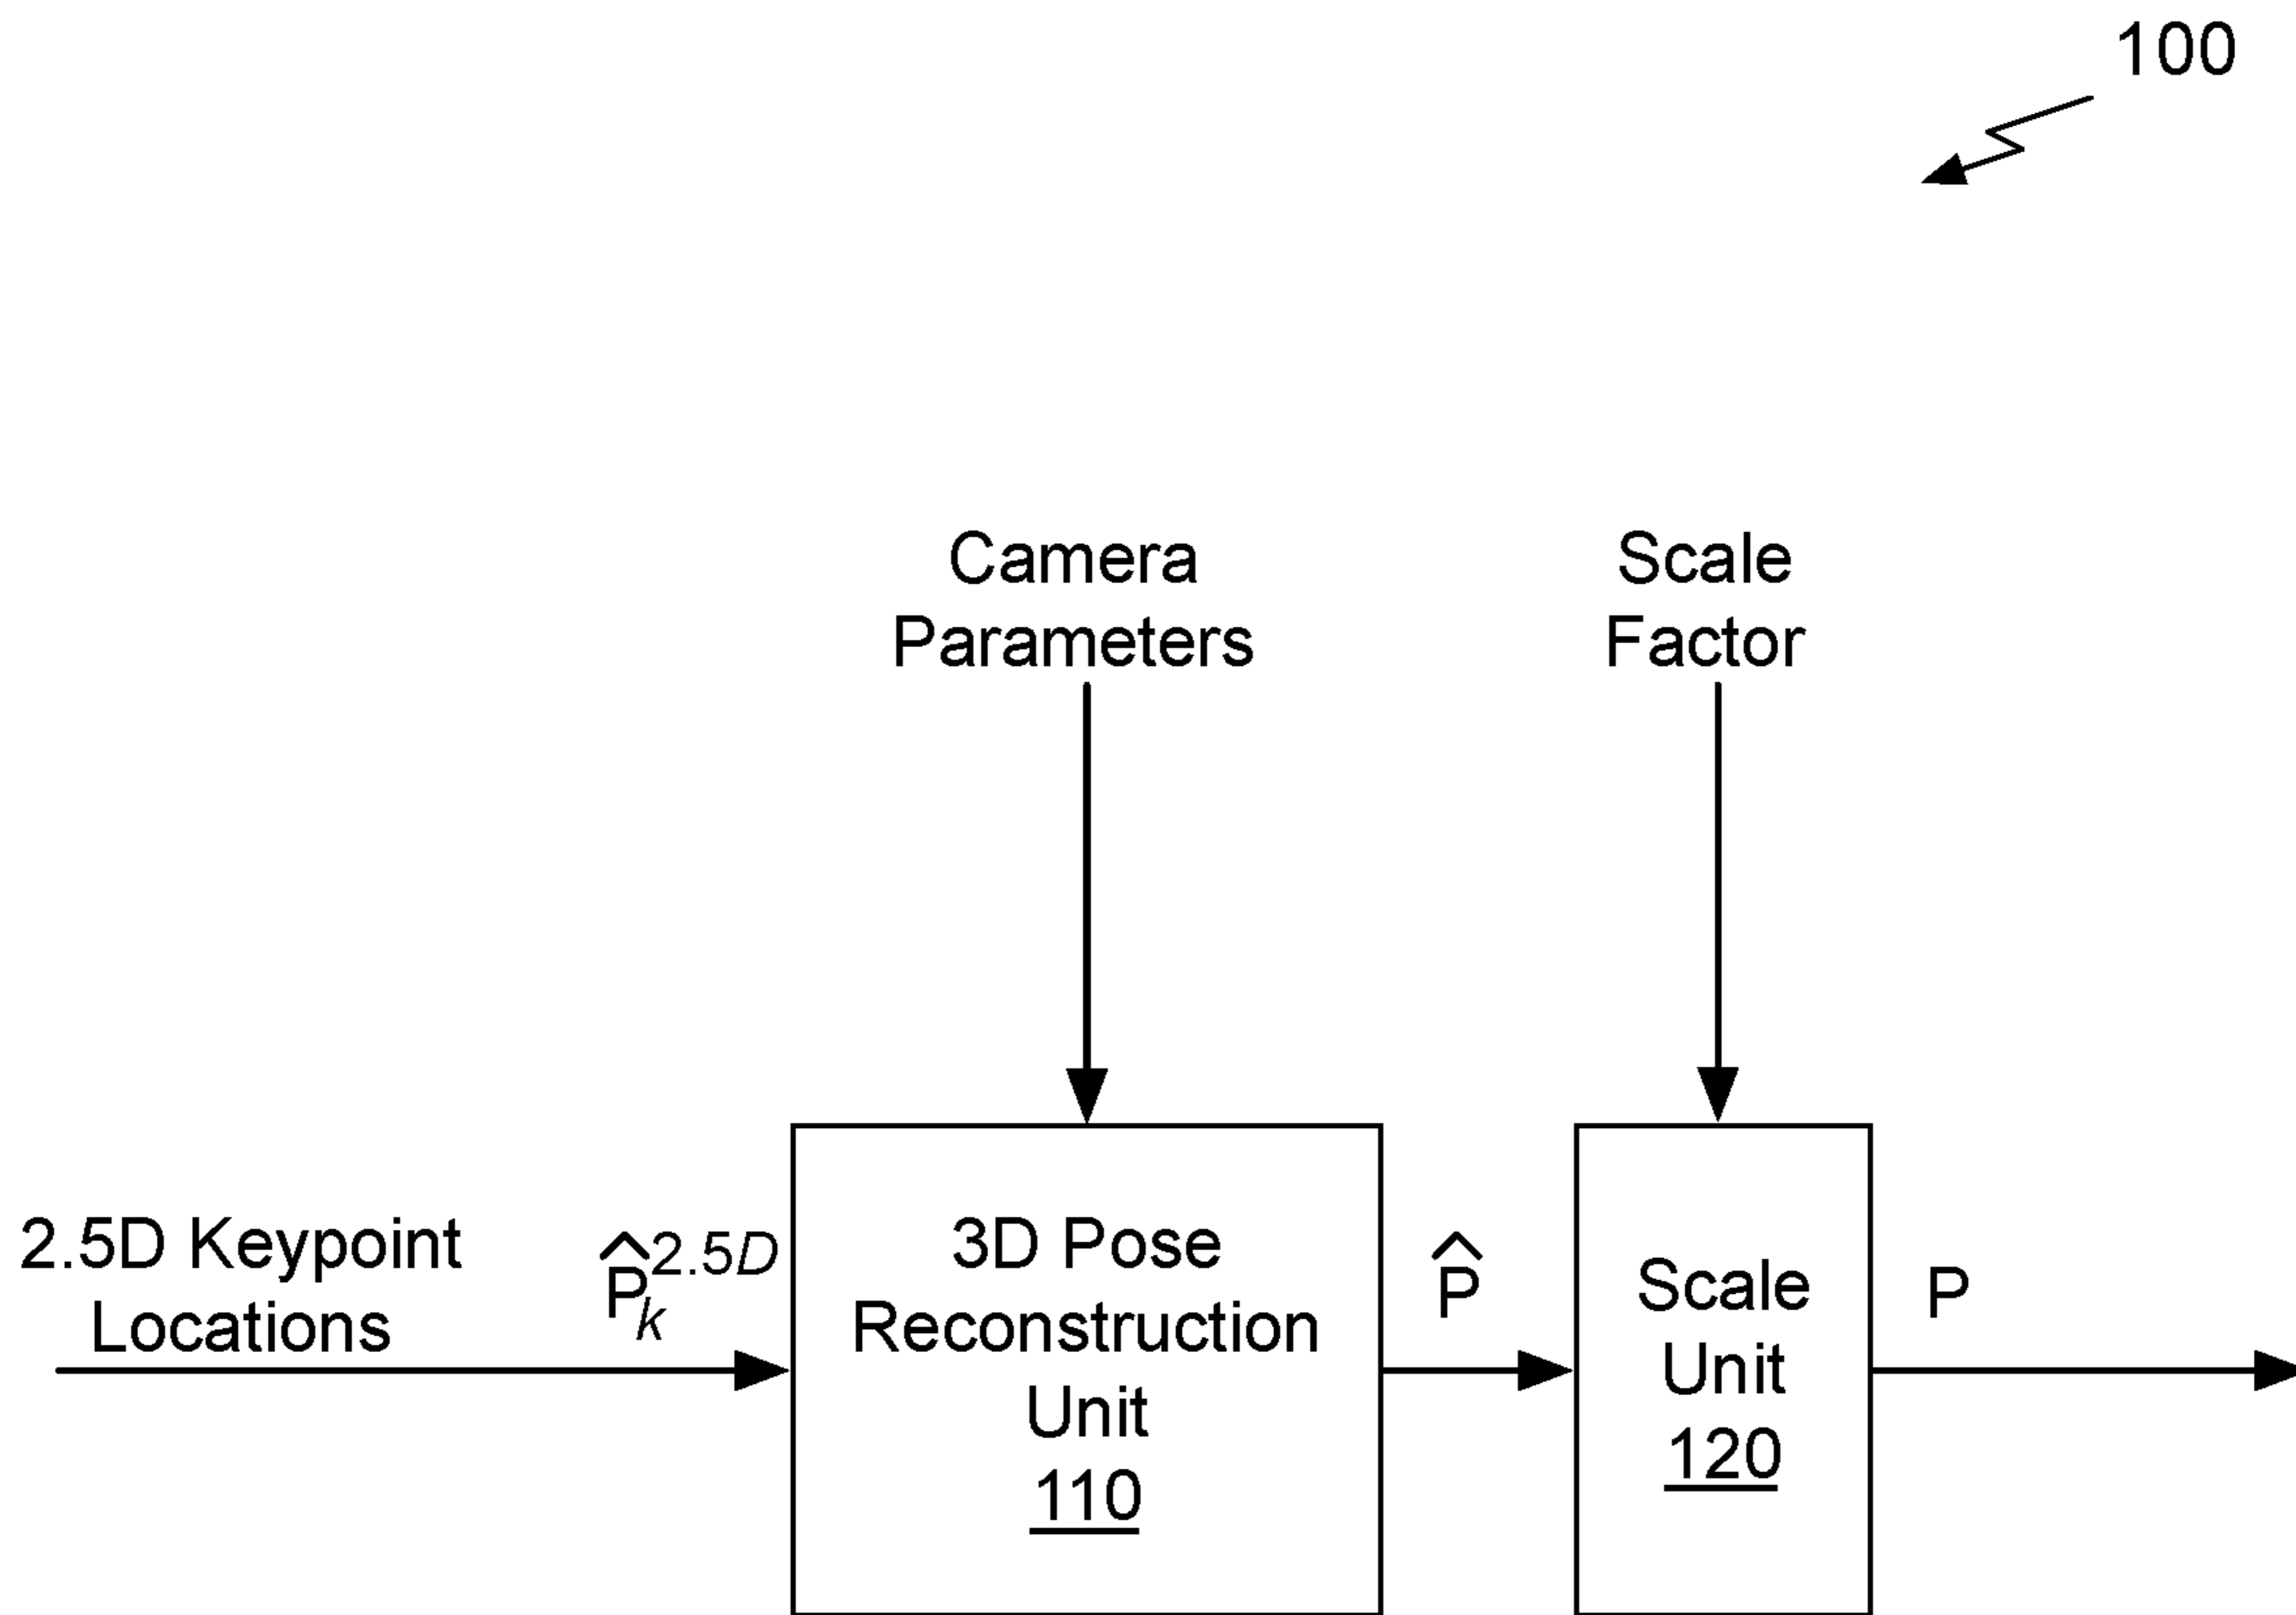 100
Camera
Parameters
Scale
Factor
2.5D Keypoint
Locations
P̂ₖ²·⁵ᴰ
3D Pose
Reconstruction
Unit
110
P̂
Scale
Unit
120
P